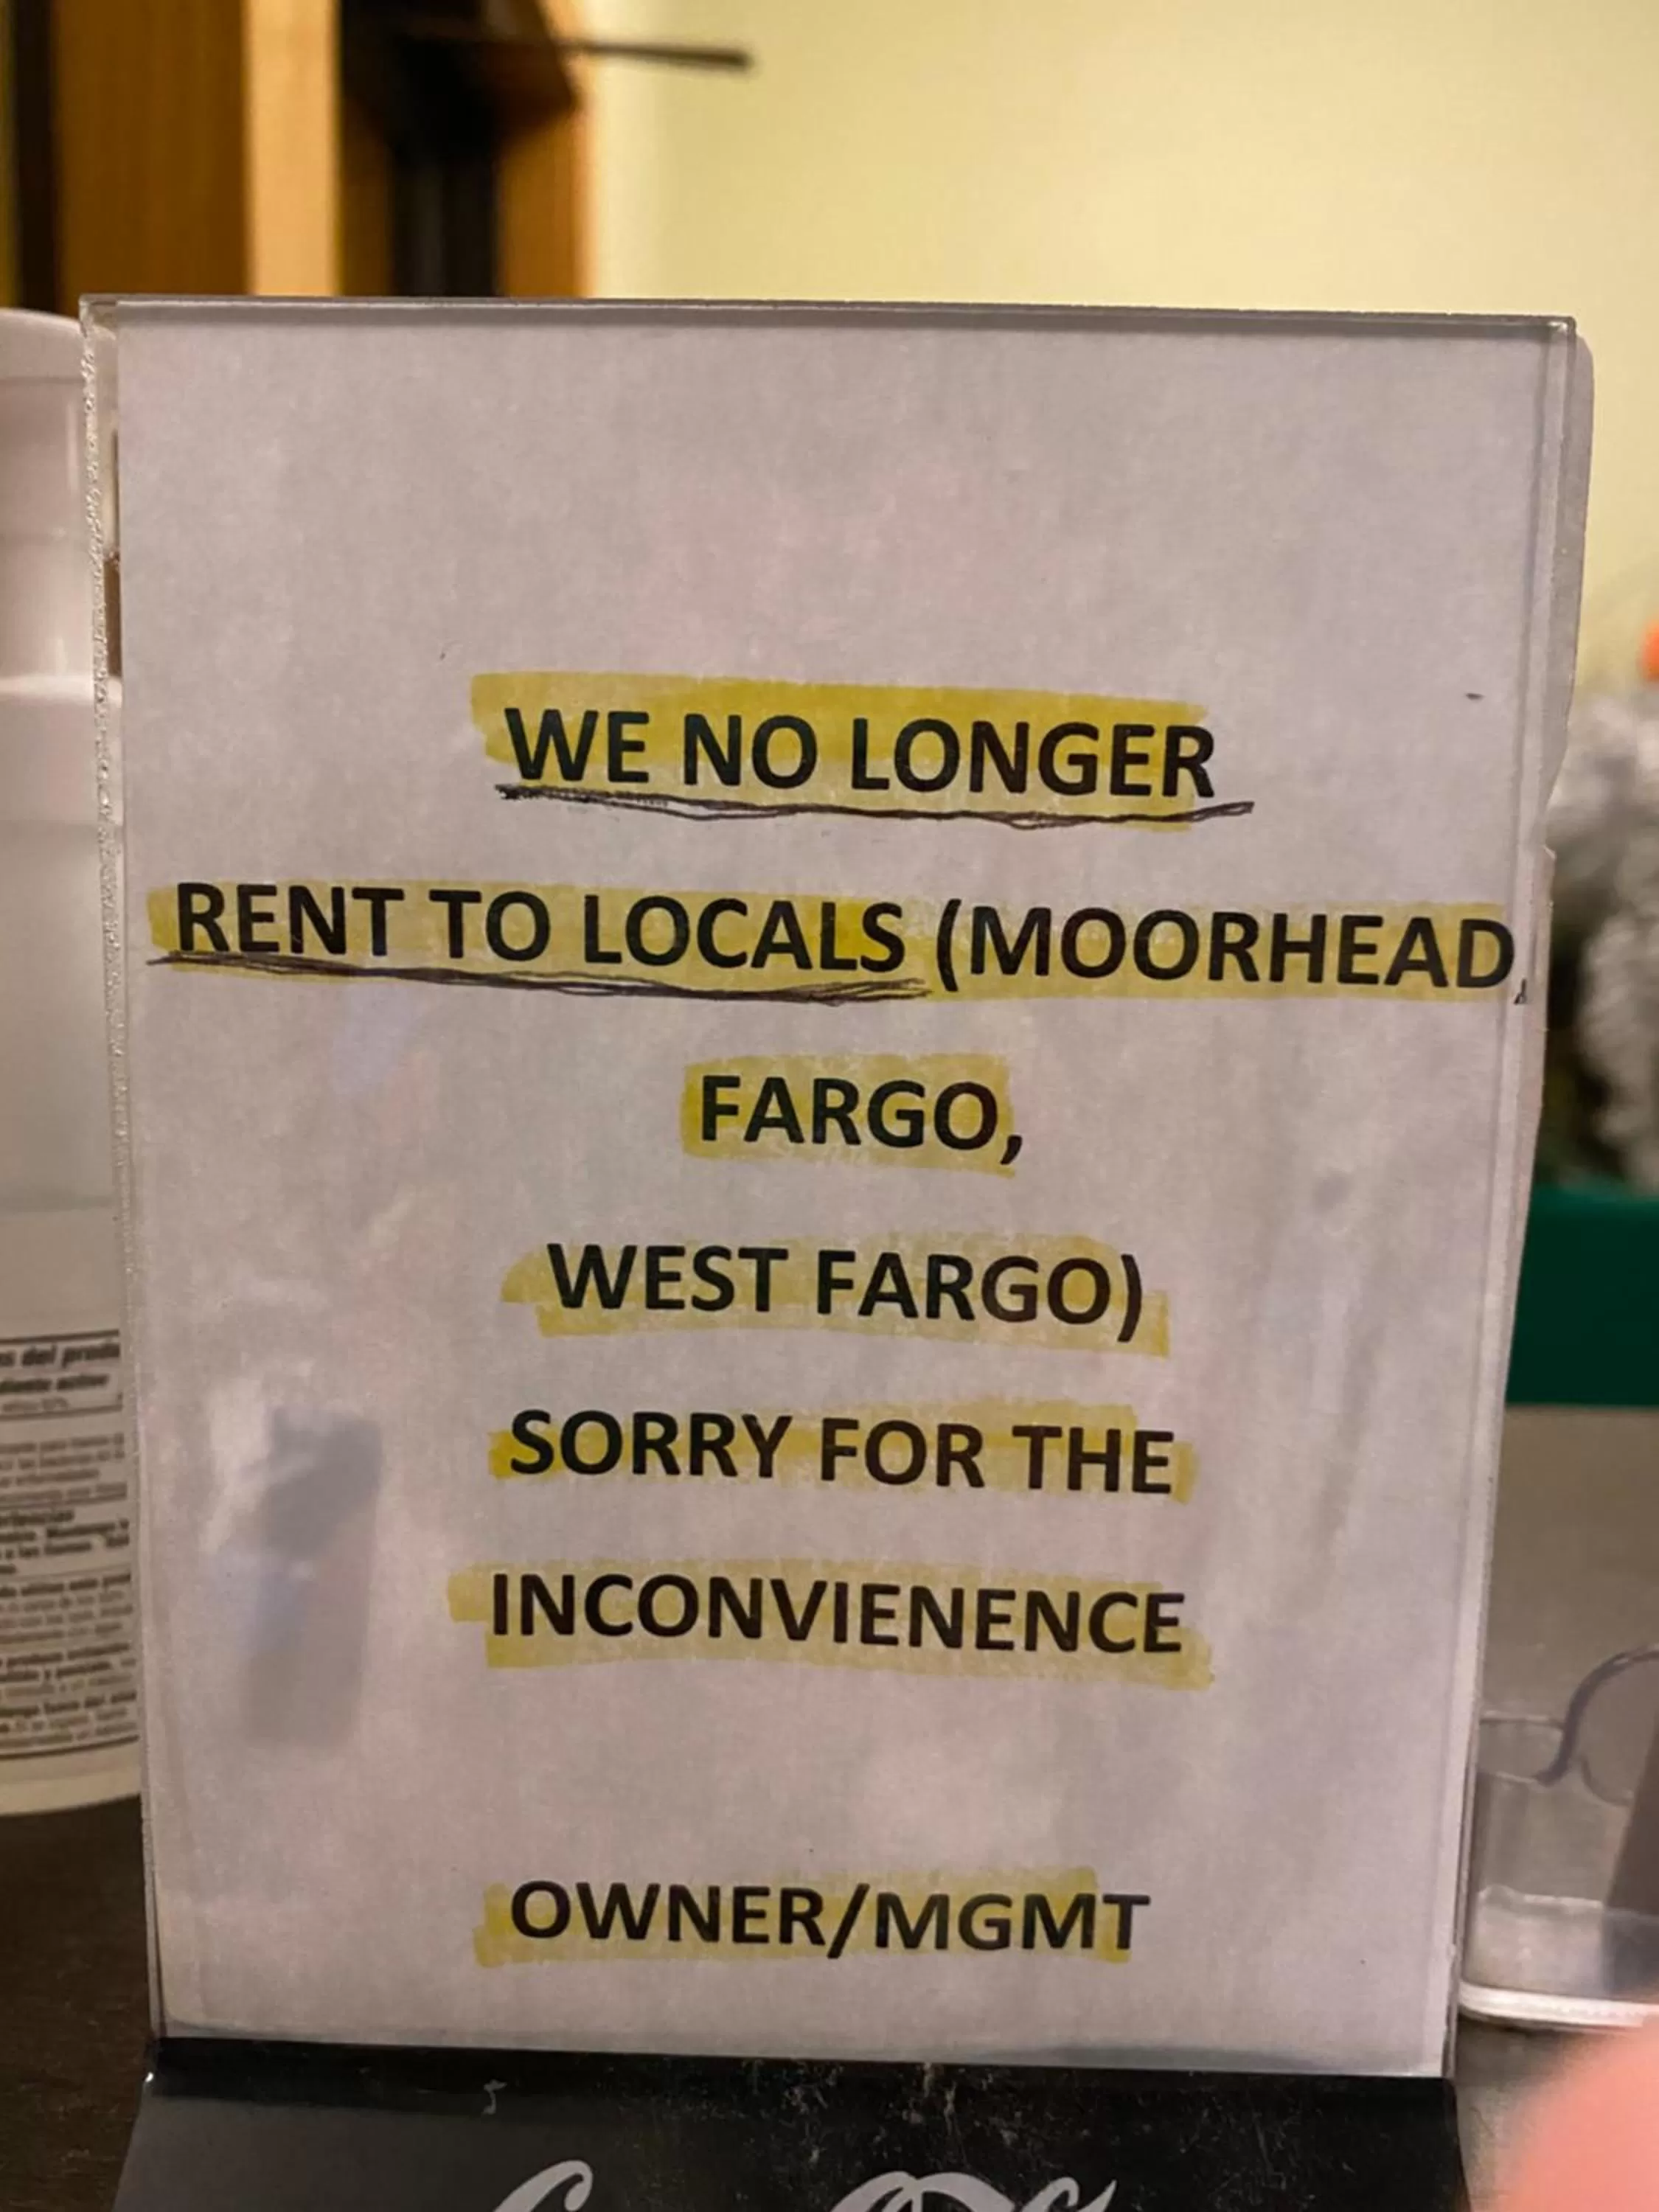 WE NO LONGER
RENT TO LOCALS (MOORHEAD,
FARGO,
WEST FARGO)
SORRY FOR THE
INCONVIENENCE
OWNER/MGMT